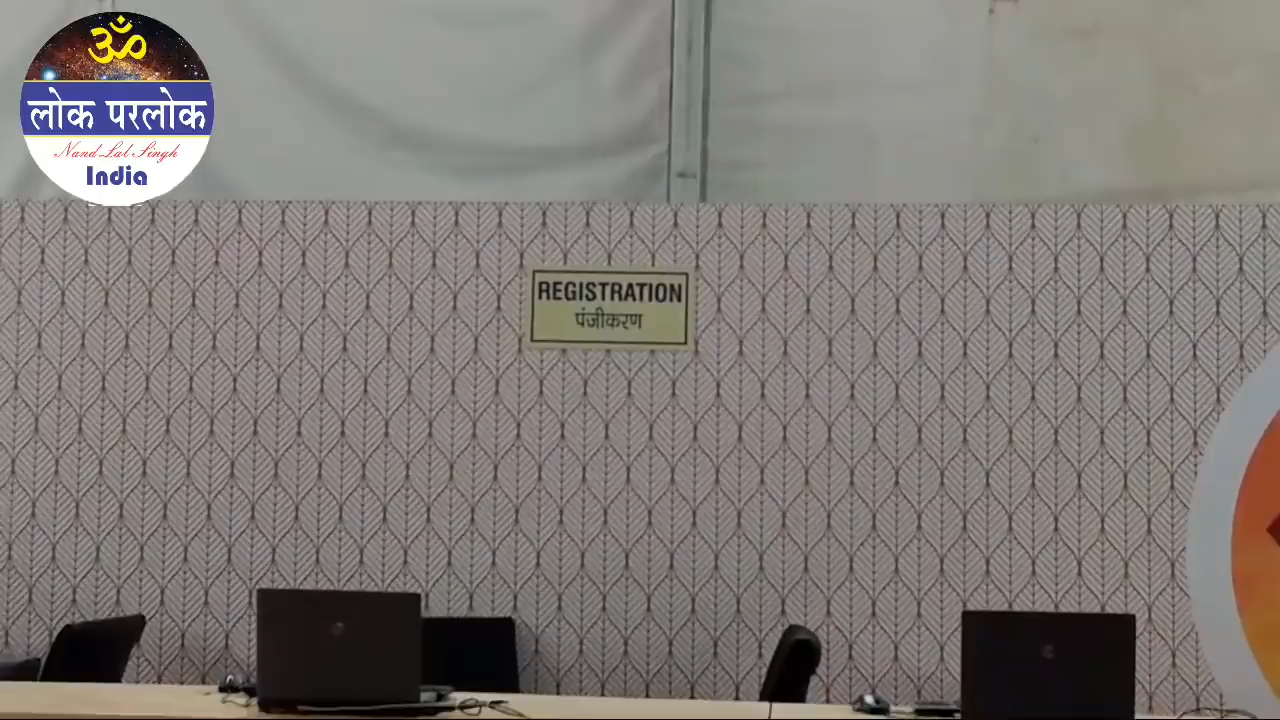 ॐ
लोक परलोक
Nand Lal Singh
India
REGISTRATION
पंजीकरण